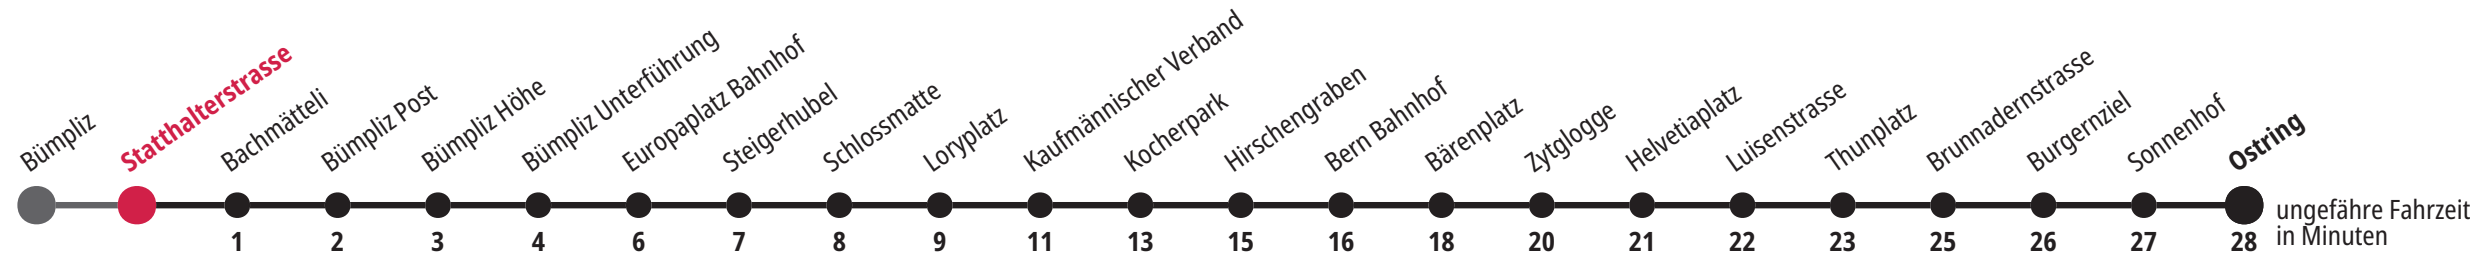 Bümpliz
Statthalterstrasse
Bachmätteli
Bümpliz Post
Bümpliz Höhe
Bümpliz Unterführung
Europaplatz Bahnhof
Steigerhubel
Schlossmatte
Loryplatz
Kaufmännischer Verband
Kocherpark
Hirschengraben
Bern Bahnhof
Bärenplatz
Zytglogge
Helvetiaplatz
Luisenstrasse
Thunplatz
Brunnadernstrasse
Burgernziel
Sonnenhof
Ostring
1 2 3 4 6 7 8 9 11 13 15 16 18 20 21 22 23 25 26 27 28
ungefähre Fahrzeit
in Minuten